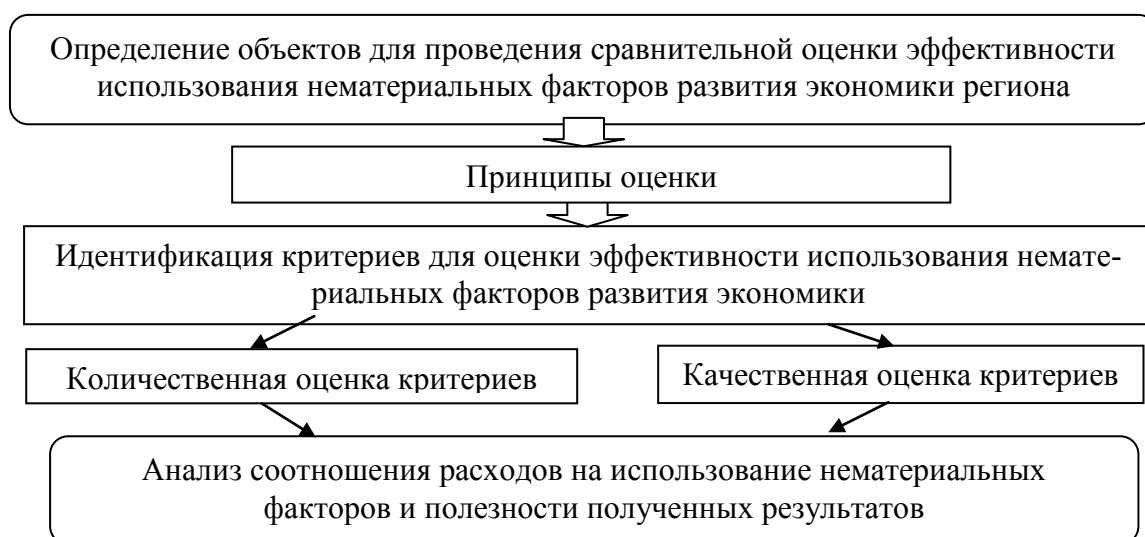 Определение объектов для проведения сравнительной оценки эффективности
использования нематериальных факторов развития экономики региона
Принципы оценки
Идентификация критериев для оценки эффективности использования немате-
риальных факторов развития экономики
Количественная оценка критериев
Качественная оценка критериев
Анализ соотношения расходов на использование нематериальных
факторов и полезности полученных результатов